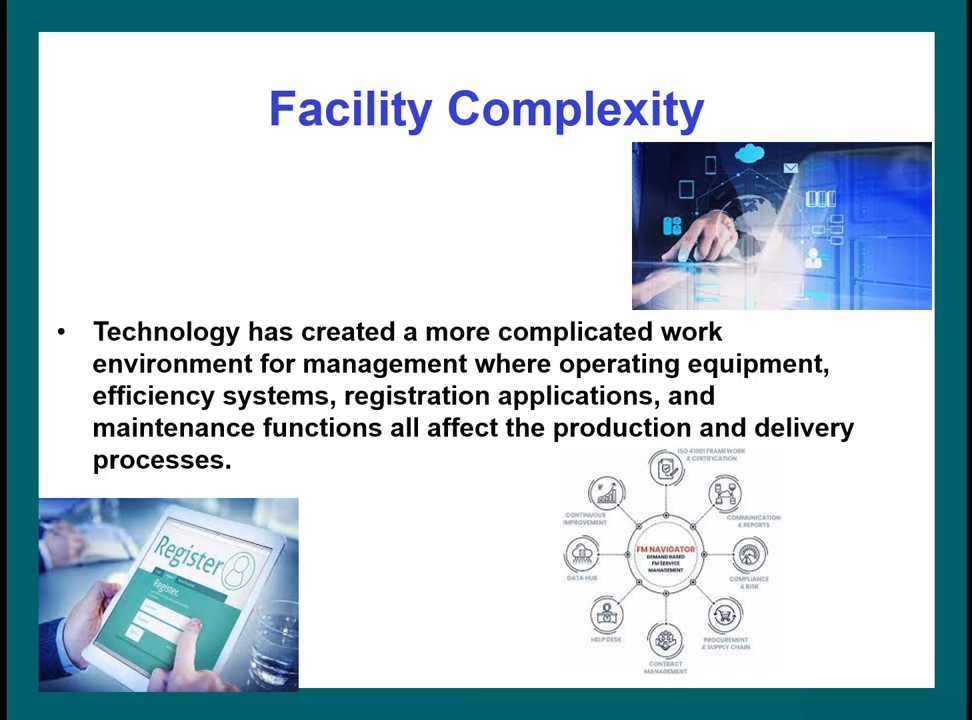 Facility Complexity
• Technology has created a more complicated work
environment for management where operating equipment,
efficiency systems, registration applications, and
maintenance functions all affect the production and delivery
processes.
ISO 41001 FRAMEWORK
& CERTIFICATION
CONTINUOUS
IMPROVEMENT
COMMUNICATION
& REPORTS
FM NAVIGATOR
DEMAND BASED
FM SERVICE
MANAGEMENT
DATA HUB
COMPLIANCE
& RISK
HELP DESK
PROCUREMENT
& SUPPLY CHAIN
CONTRACT
MANAGEMENT
Register
Register